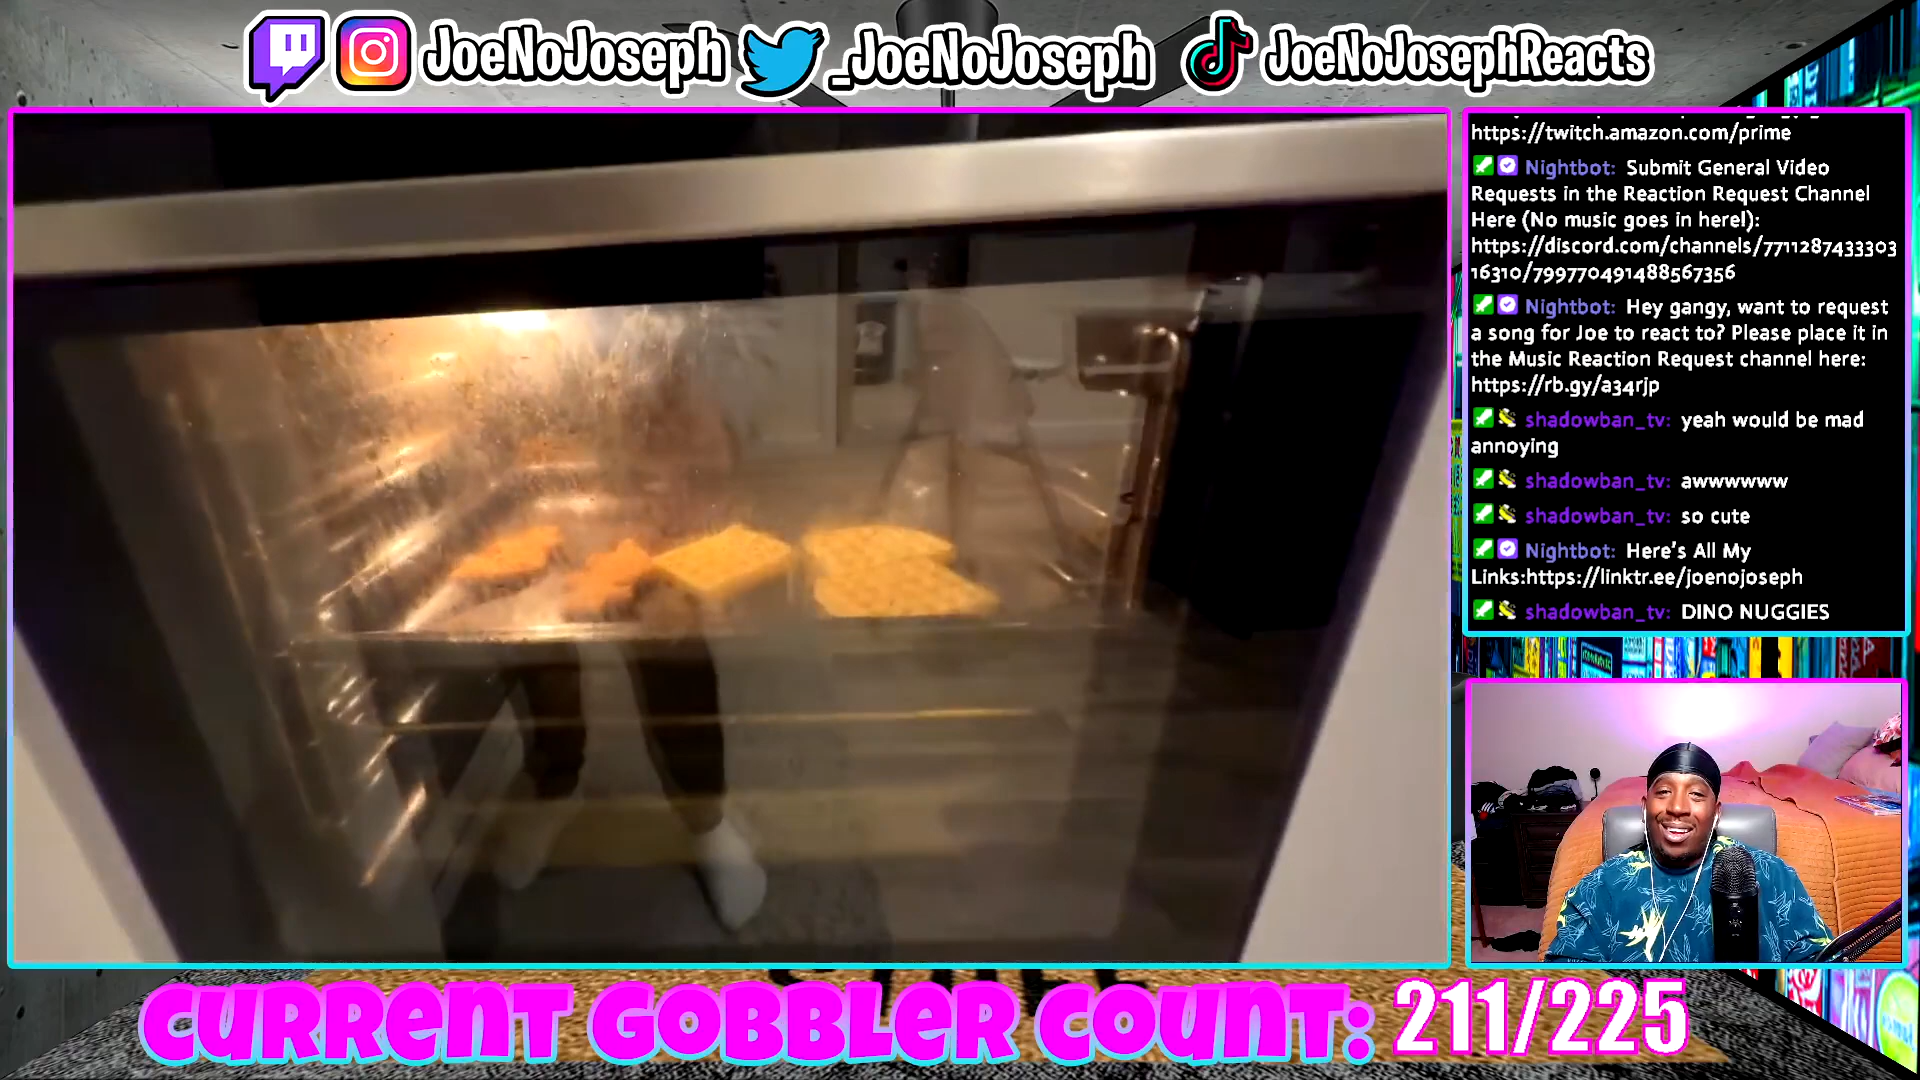 JoeNoJoseph _JoeNoJoseph JoeNoJosephReacts
https://twitch.amazon.com/prime
Nightbot: Submit General Video
Requests in the Reaction Request Channel
Here (No music goes in here!):
https://discord.com/channels/7711287433303
16310/799770491488567356
Nightbot: Hey gangy, want to request
a song for Joe to react to? Please place it in
the Music Reaction Request channel here:
https://rb.gy/a34rjp
shadowban_tv: yeah would be mad
annoying
shadowban_tv: awwwwww
shadowban_tv: so cute
Nightbot: Here's All My
Links:https://linktr.ee/joenojoseph
shadowban_tv: DINO NUGGIES
CURRENT GOBBLER COUNT: 211/225